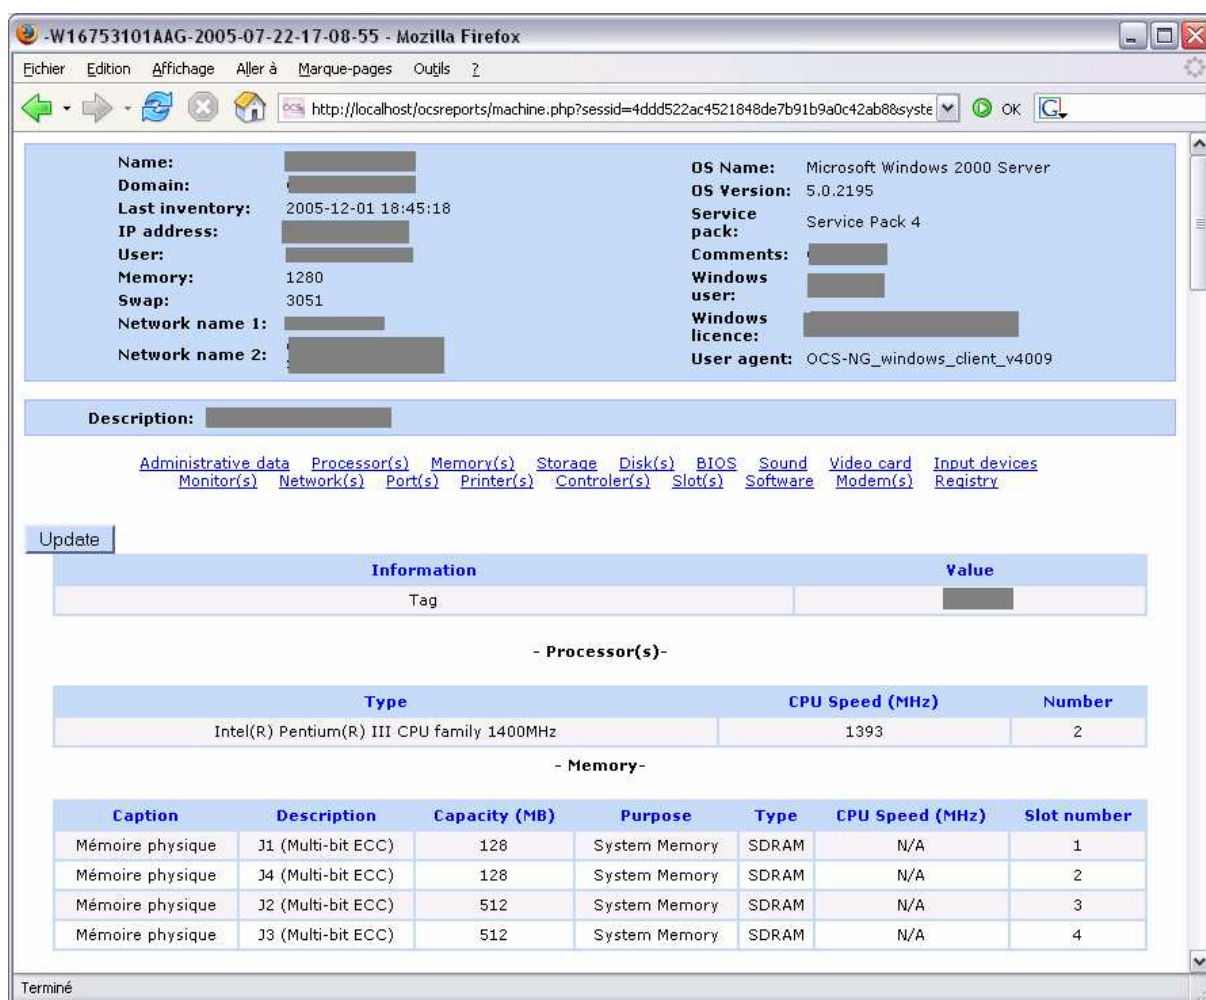 -W16753101AAG-2005-07-22-17-08-55 - Mozilla Firefox
Fichier Edition Affichage Aller à Marque-pages Outils ?
http://localhost/ocsreports/machine.php?sessid=4ddd522ac4521848de7b91b9a0c42ab8&syste OK G
Name:
Domain:
Last inventory: 2005-12-01 18:45:18
IP address:
User:
Memory: 1280
Swap: 3051
Network name 1:
Network name 2:
OS Name: Microsoft Windows 2000 Server
OS Version: 5.0.2195
Service
pack: Service Pack 4
Comments:
Windows
user:
Windows
licence:
User agent: OCS-NG_windows_client_v4009
Description:
Administrative data Processor(s) Memory(s) Storage Disk(s) BIOS Sound Video card Input devices
Monitor(s) Network(s) Port(s) Printer(s) Controler(s) Slot(s) Software Modem(s) Registry
Update
Information Value
Tag
- Processor(s)-
Type CPU Speed (MHz) Number
Intel(R) Pentium(R) III CPU family 1400MHz 1393 2
- Memory-
Caption Description Capacity (MB) Purpose Type CPU Speed (MHz) Slot number
Mémoire physique J1 (Multi-bit ECC) 128 System Memory SDRAM N/A 1
Mémoire physique J4 (Multi-bit ECC) 128 System Memory SDRAM N/A 2
Mémoire physique J2 (Multi-bit ECC) 512 System Memory SDRAM N/A 3
Mémoire physique J3 (Multi-bit ECC) 512 System Memory SDRAM N/A 4
Terminé